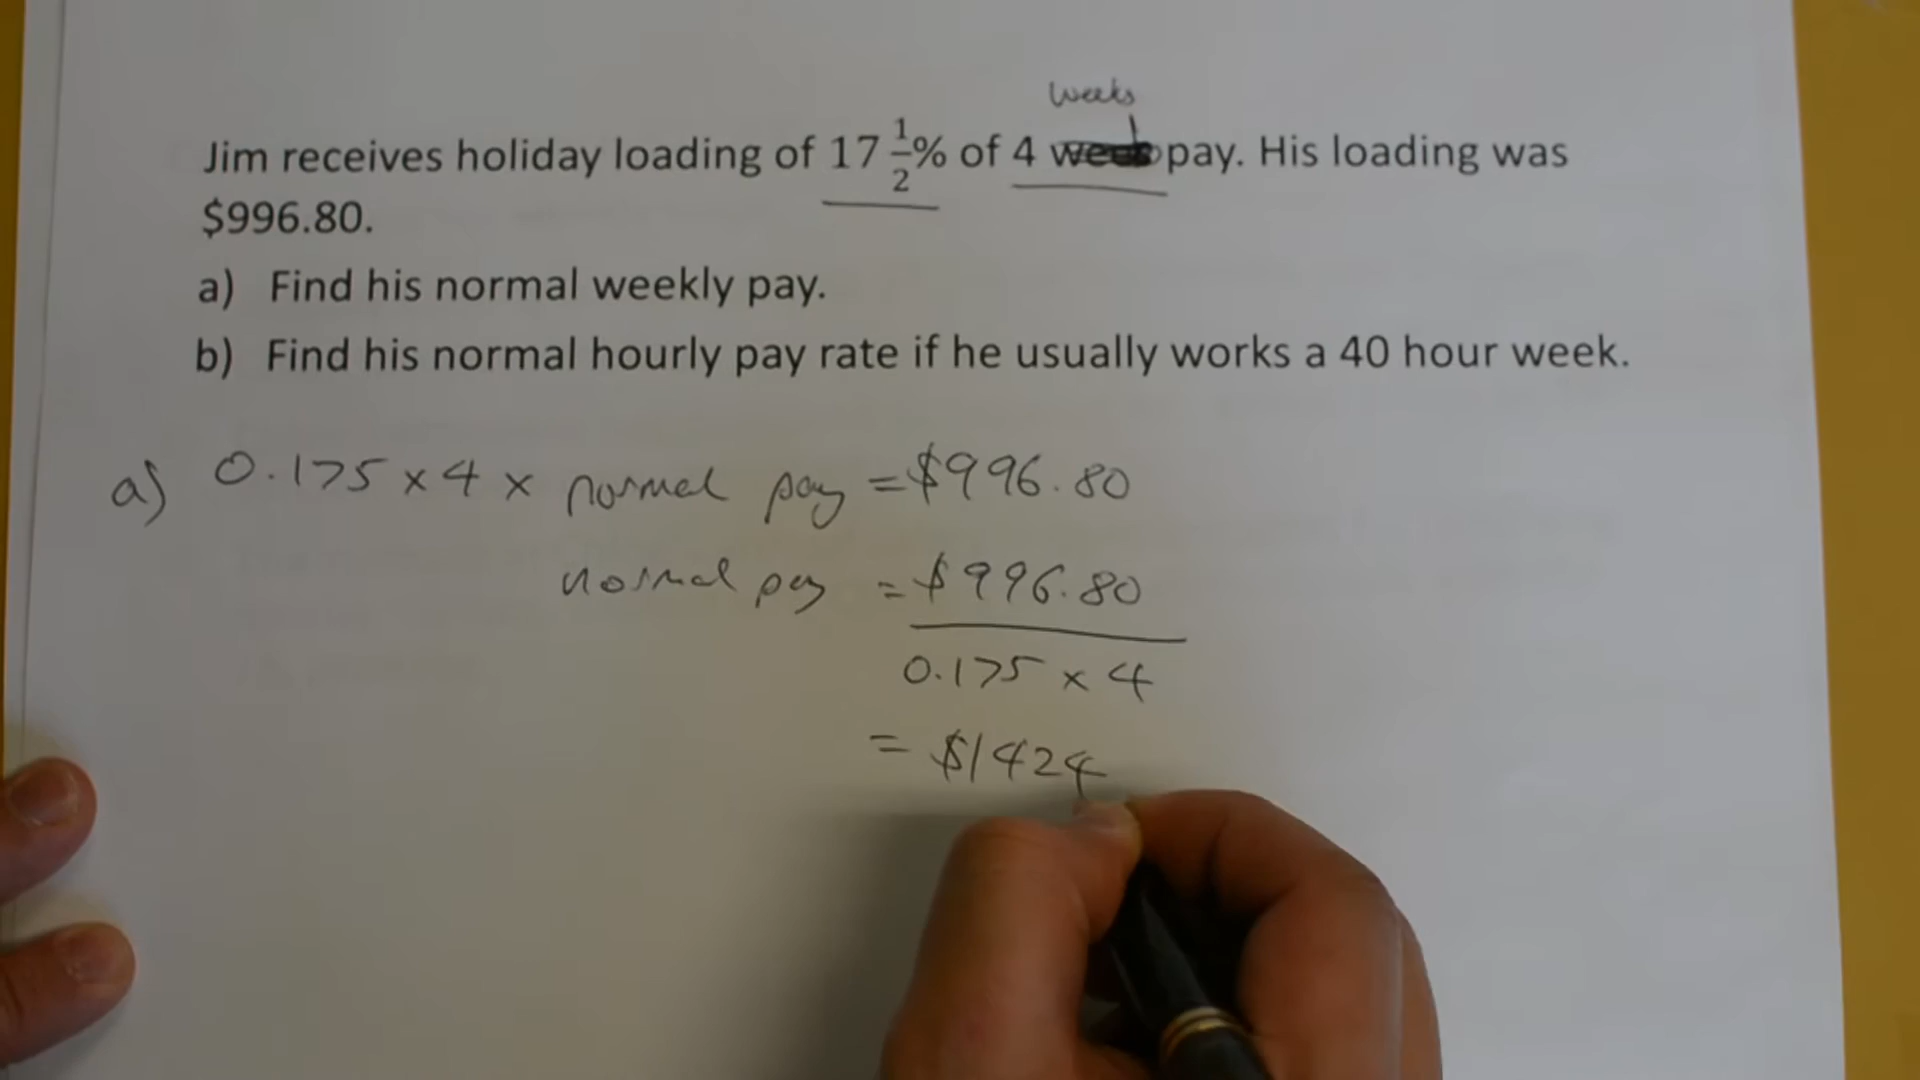 weeks
Jim receives holiday loading of 17 1/2% of 4 week pay. His loading was
$996.80.
a) Find his normal weekly pay.
b) Find his normal hourly pay rate if he usually works a 40 hour week.
a) 0.175 x 4 x normal pay = $996.80
normal pay = $996.80
0.175 x 4
= $1424